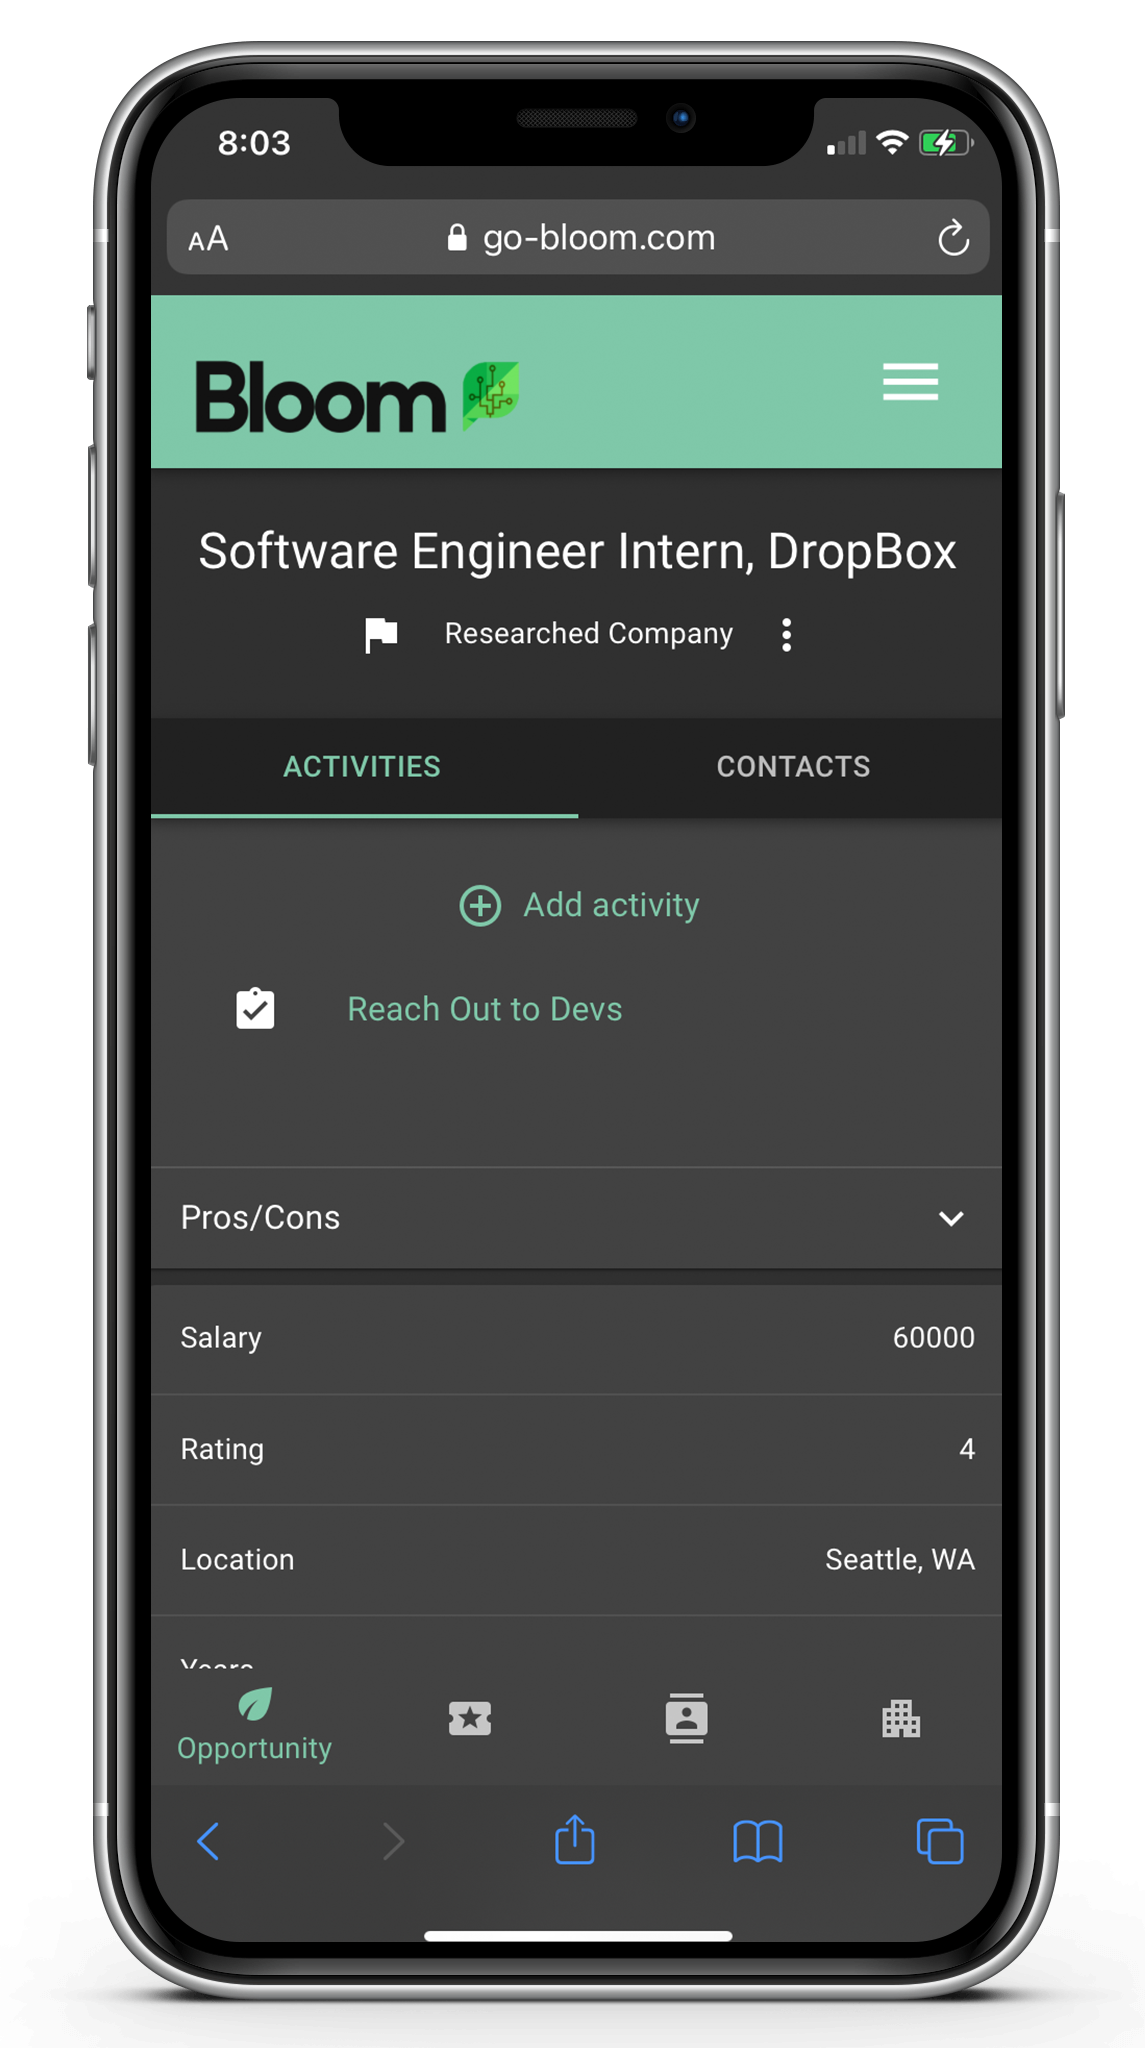 8:03
AA go-bloom.com
Bloom
Software Engineer Intern, DropBox
Researched Company
ACTIVITIES CONTACTS
Add activity
Reach Out to Devs
Pros/Cons
Salary 60000
Rating 4
Location Seattle, WA
Years
Opportunity